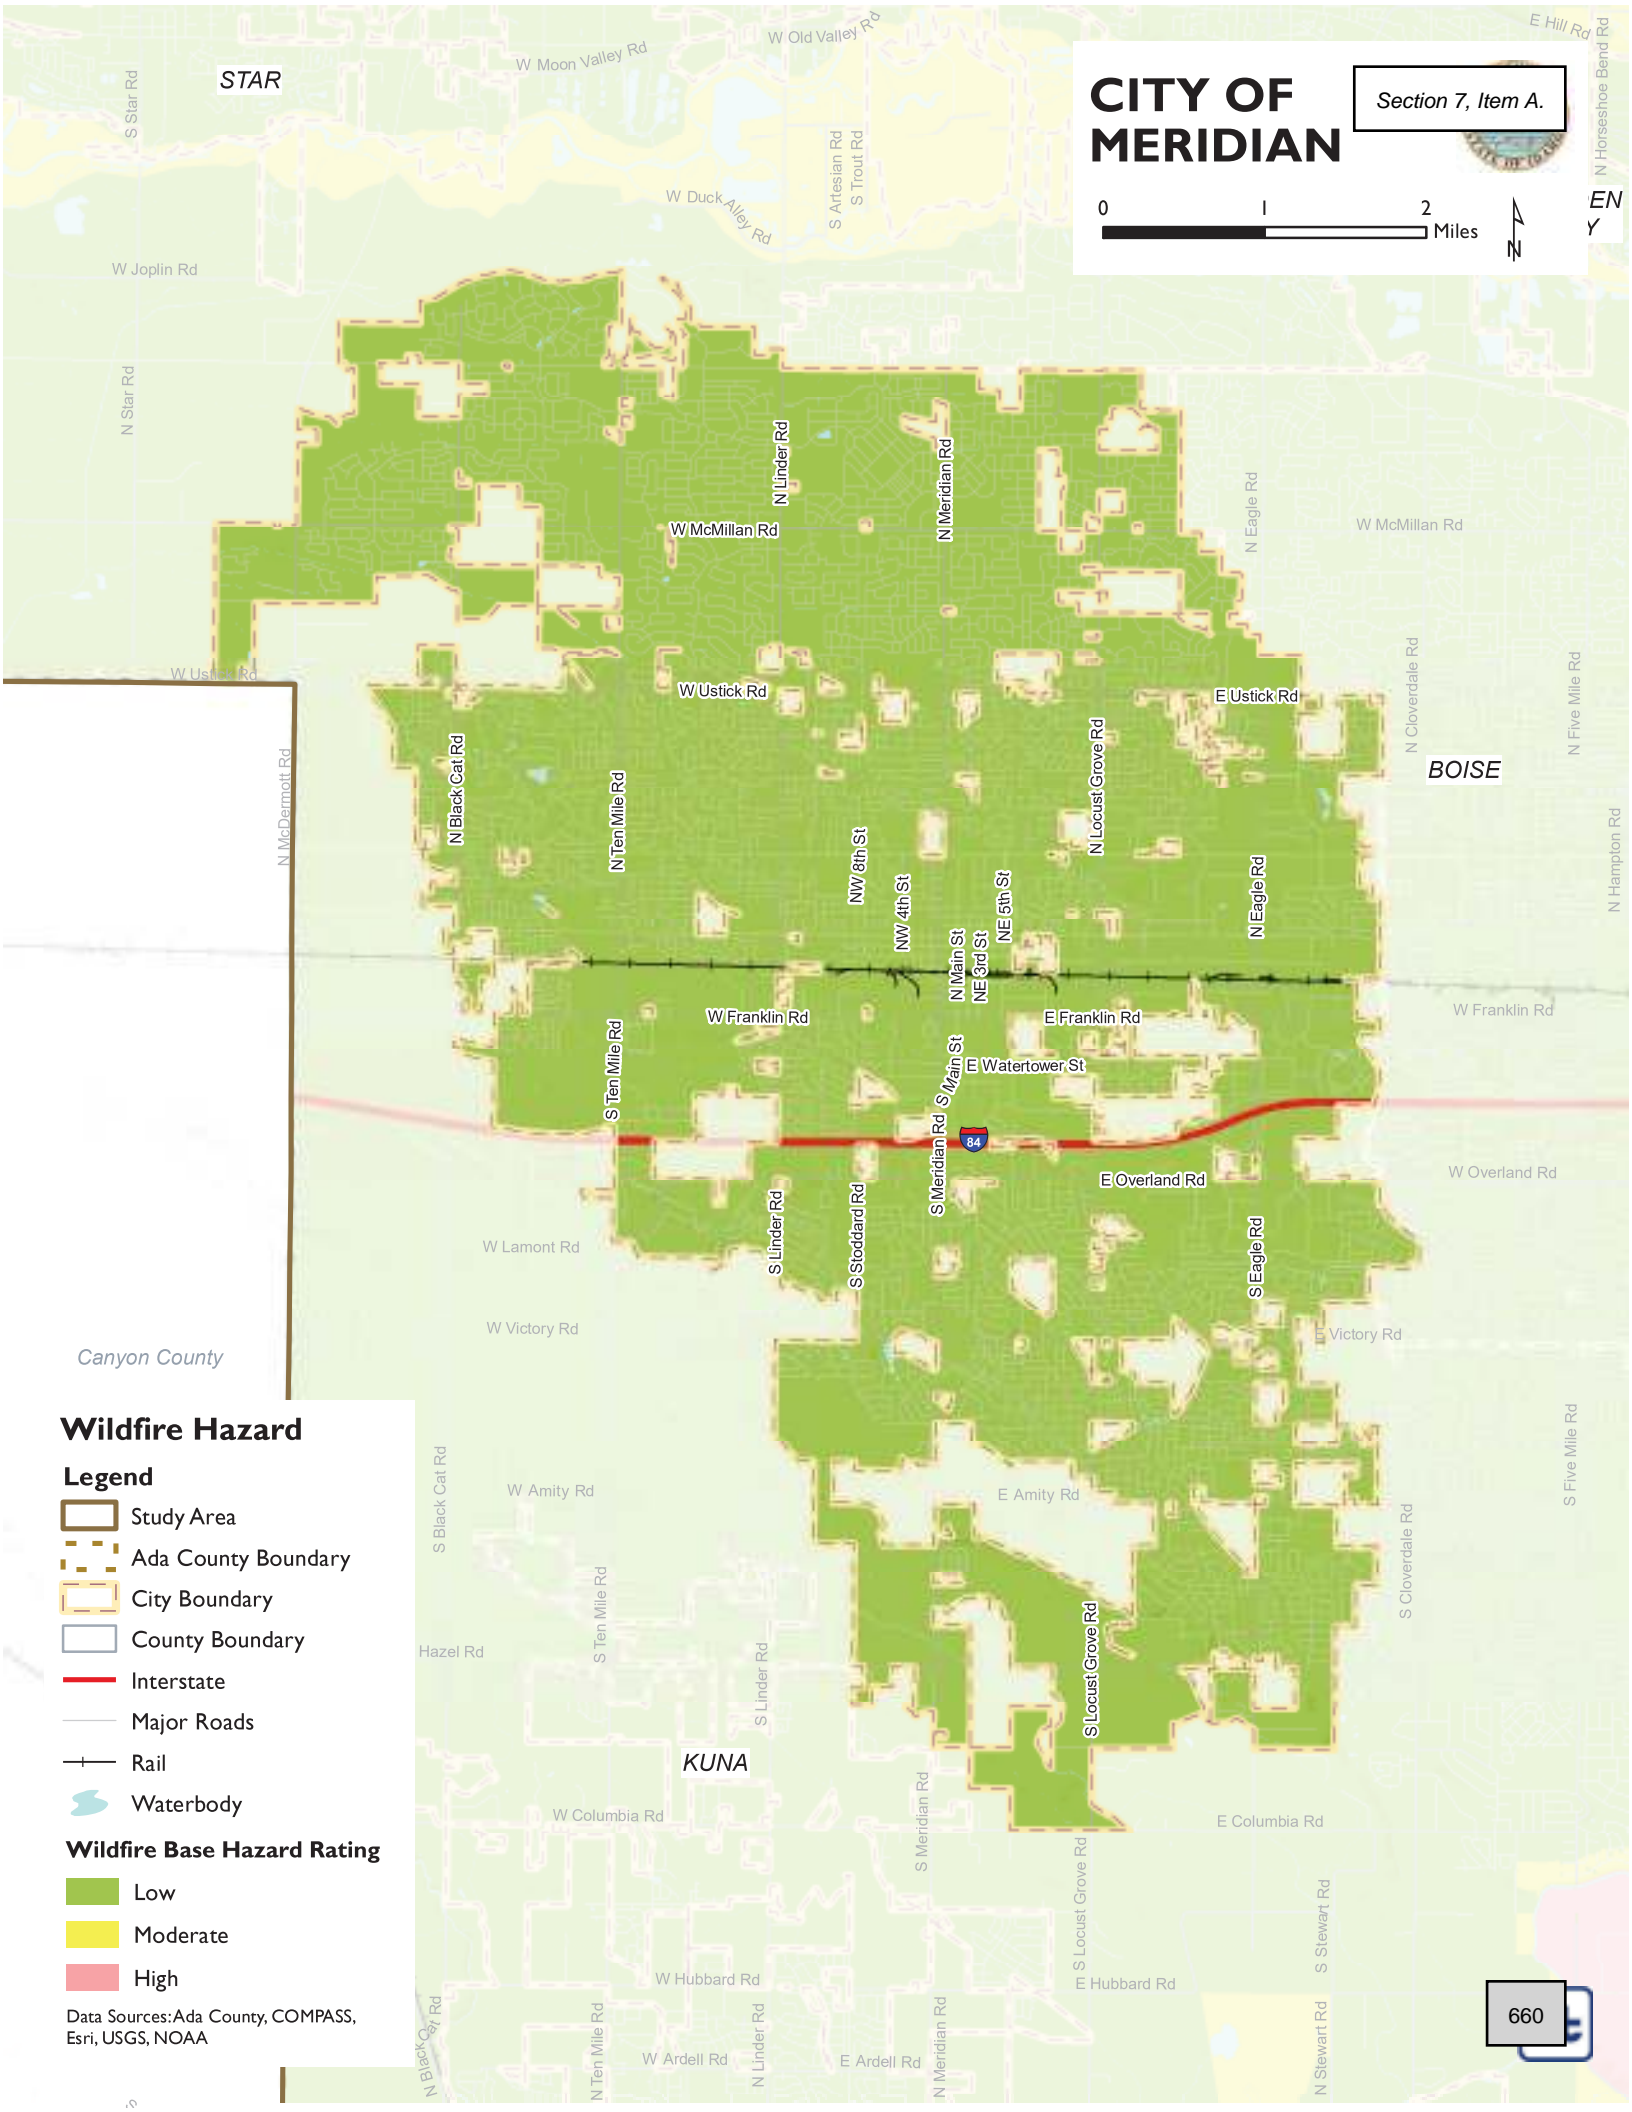 STAR
W Moon Valley Rd
W Old Valley Rd
E Hill Rd
S Star Rd
N Horseshoe Bend Rd
CITY OF
MERIDIAN
Section 7, Item A.
STATE OF IDAHO
S Artesian Rd
S Trout Rd
W Duck Alley Rd
0 1 2
Miles
N
EN
Y
W Joplin Rd
N Star Rd
N Linder Rd
N Meridian Rd
N Eagle Rd
W McMillan Rd
W McMillan Rd
W Ustick Rd
W Ustick Rd
E Ustick Rd
N Cloverdale Rd
N Five Mile Rd
N McDermott Rd
N Black Cat Rd
N Ten Mile Rd
N Locust Grove Rd
BOISE
NW 8th St
NW 4th St
NE 5th St
N Eagle Rd
N Hampton Rd
N Main St
NE 3rd St
W Franklin Rd
E Franklin Rd
W Franklin Rd
S Ten Mile Rd
S Main St
E Watertower St
84
S Meridian Rd
E Overland Rd
W Overland Rd
S Linder Rd
S Stoddard Rd
S Eagle Rd
W Lamont Rd
W Victory Rd
E Victory Rd
Canyon County
S Black Cat Rd
W Amity Rd
E Amity Rd
S Five Mile Rd
S Cloverdale Rd
S Ten Mile Rd
Hazel Rd
S Linder Rd
S Locust Grove Rd
KUNA
W Columbia Rd
S Meridian Rd
E Columbia Rd
S Locust Grove Rd
S Stewart Rd
W Hubbard Rd
E Hubbard Rd
N Black Cat Rd
N Ten Mile Rd
N Linder Rd
W Ardell Rd
E Ardell Rd
N Meridian Rd
N Stewart Rd
Wildfire Hazard
Legend
Study Area
Ada County Boundary
City Boundary
County Boundary
Interstate
Major Roads
Rail
Waterbody
Wildfire Base Hazard Rating
Low
Moderate
High
Data Sources: Ada County, COMPASS,
Esri, USGS, NOAA
660